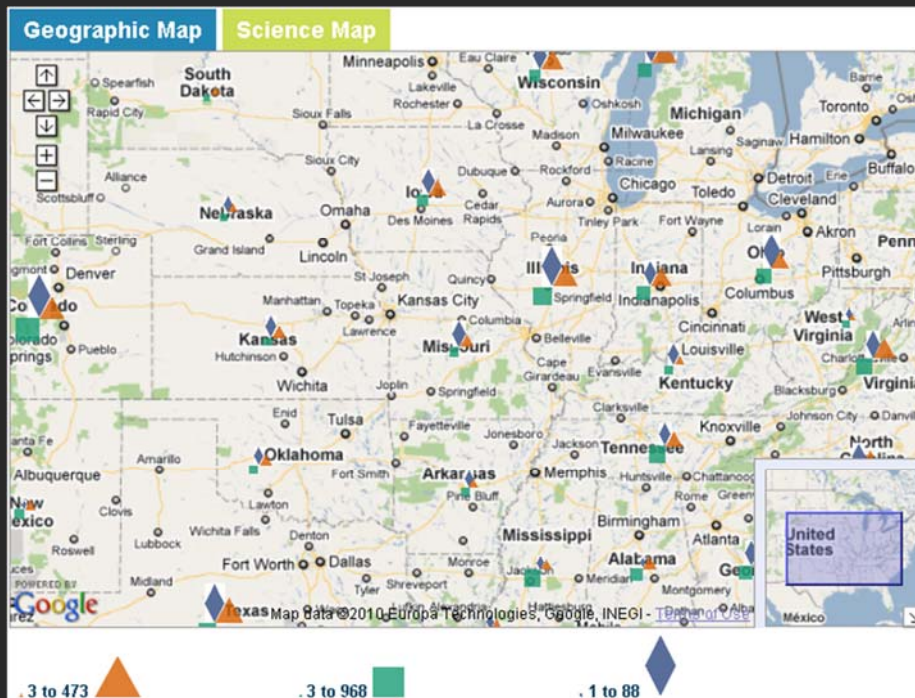 Geographic Map
Science Map
Minneapolis
Eau Claire
Wisconsin
Barrie
South
Dakota
Spearfish
Rapid City
Lakeville
Rochester
Oshkosh
Michigan
Toronto
Sioux Falls
La Crosse
Madison
Milwaukee
Saginaw
Hamilton
Lansing
Buffalo
Alliance
Scottsbluff
Sioux City
Dubuque
Rockford
Racine
Chicago
Toledo
Detroit
Erie
Cleveland
Nebraska
Omaha
Des Moines
Cedar
Rapids
Aurora
Tinley Park
Fort Wayne
Lorain
Akron
Fort Collins
Sterling
Grand Island
Lincoln
Peoria
Pittsburgh
Denver
St Joseph
Quincy
Springfield
Indiana
Indianapolis
Columbus
Manhattan
Topeka
Kansas City
Lawrence
Columbia
Cincinnati
West
Virginia
Pueblo
Kansas
Hutchinson
Missouri
Belleville
Louisville
Wichita
Cape
Girardeau
Evansville
Kentucky
Blacksburg
Joplin
Springfield
Clarksville
Johnson City
Enid
Tulsa
Fayetteville
Jonesboro
Jackson
Tennessee
Knoxville
North
Albuquerque
Amarillo
Oklahoma
Fort Smith
Arkansas
Memphis
Huntsville
Pine Bluff
Rome
Clovis
Lawton
Roswell
Lubbock
Wichita Falls
Denton
Mississippi
Birmingham
Atlanta
Fort Worth
Dallas
Monroe
Alabama
Midland
Tyler
Shreveport
Meridian
Montgomery
POWERED BY
Google
Texas
Map data ©2010 Europa Technologies, Google, INEGI - Terms of Use
United
States
México
3 to 473
3 to 968
1 to 88